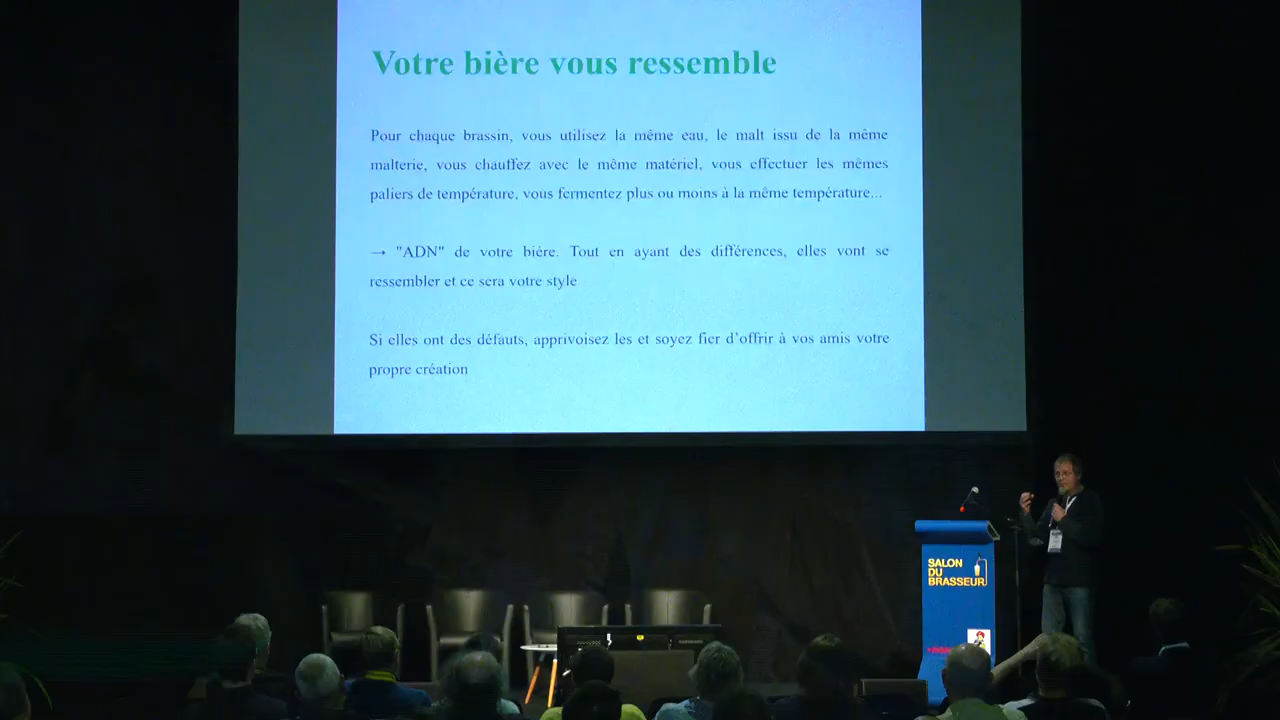 Votre bière vous ressemble
Pour chaque brassin, vous utilisez la même eau, le malt issu de la même
malterie, vous chauffez avec le même matériel, vous effectuer les mêmes
paliers de température, vous fermentez plus ou moins à la même température...
→ "ADN" de votre bière. Tout en ayant des différences, elles vont se
ressembler et ce sera votre style
Si elles ont des défauts, apprivoisez les et soyez fier d'offrir à vos amis votre
propre création
SALON
DU
BRASSEUR